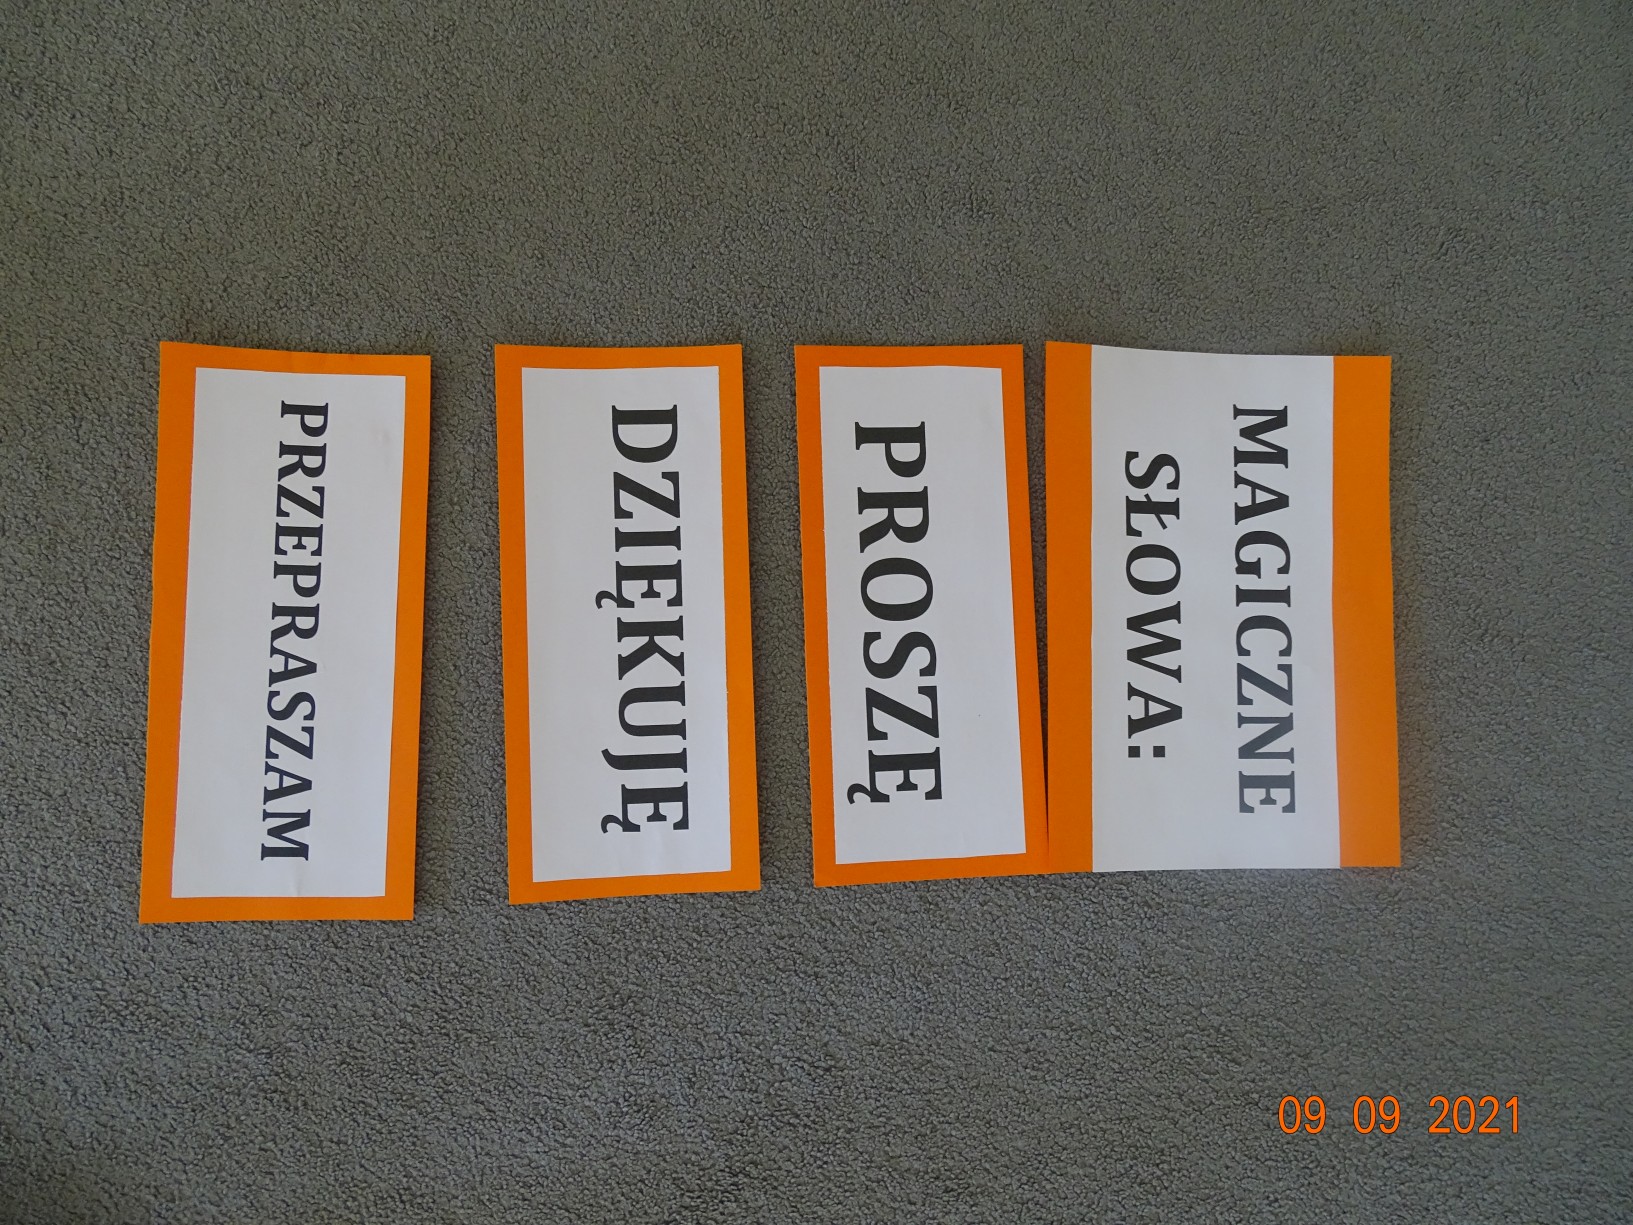 MAGICZNE
SŁOWA:
PROSZĘ
DZIĘKUJĘ
PRZEPRASZAM
09 09 2021